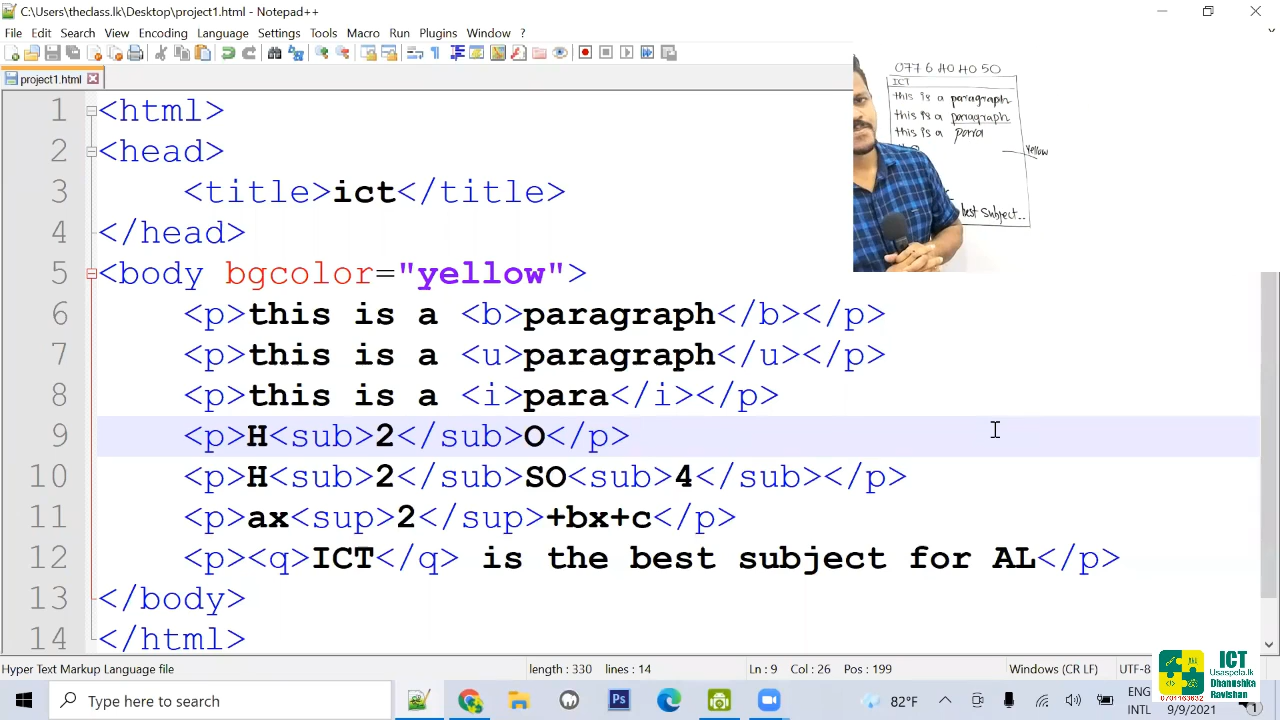 C:\Users\theclass.lk\Desktop\project1.html - Notepad++
File Edit Search View Encoding Language Settings Tools Macro Run Plugins Window ?
project1.html
077 6 40 40 50
ICT
this is a paragraph
this is a paragraph
this is a para
Yellow
best Subject..
1 <html>
2 <head>
3 <title>ict</title>
4 </head>
5 <body bgcolor="yellow">
6 <p>this is a <b>paragraph</b></p>
7 <p>this is a <u>paragraph</u></p>
8 <p>this is a <i>para</i></p>
9 <p>H<sub>2</sub>O</p>
10 <p>H<sub>2</sub>SO<sub>4</sub></p>
11 <p>ax<sup>2</sup>+bx+c</p>
12 <p><q>ICT</q> is the best subject for AL</p>
13 </body>
14 </html>
Hyper Text Markup Language file length: 330 lines: 14 Ln: 9 Col: 26 Pos: 199 Windows (CR LF) UTF-8
Type here to search
82°F
ENG
INTL
9/9/2021
ICT
Usaspela.lk
Dhanushka
Ravishan